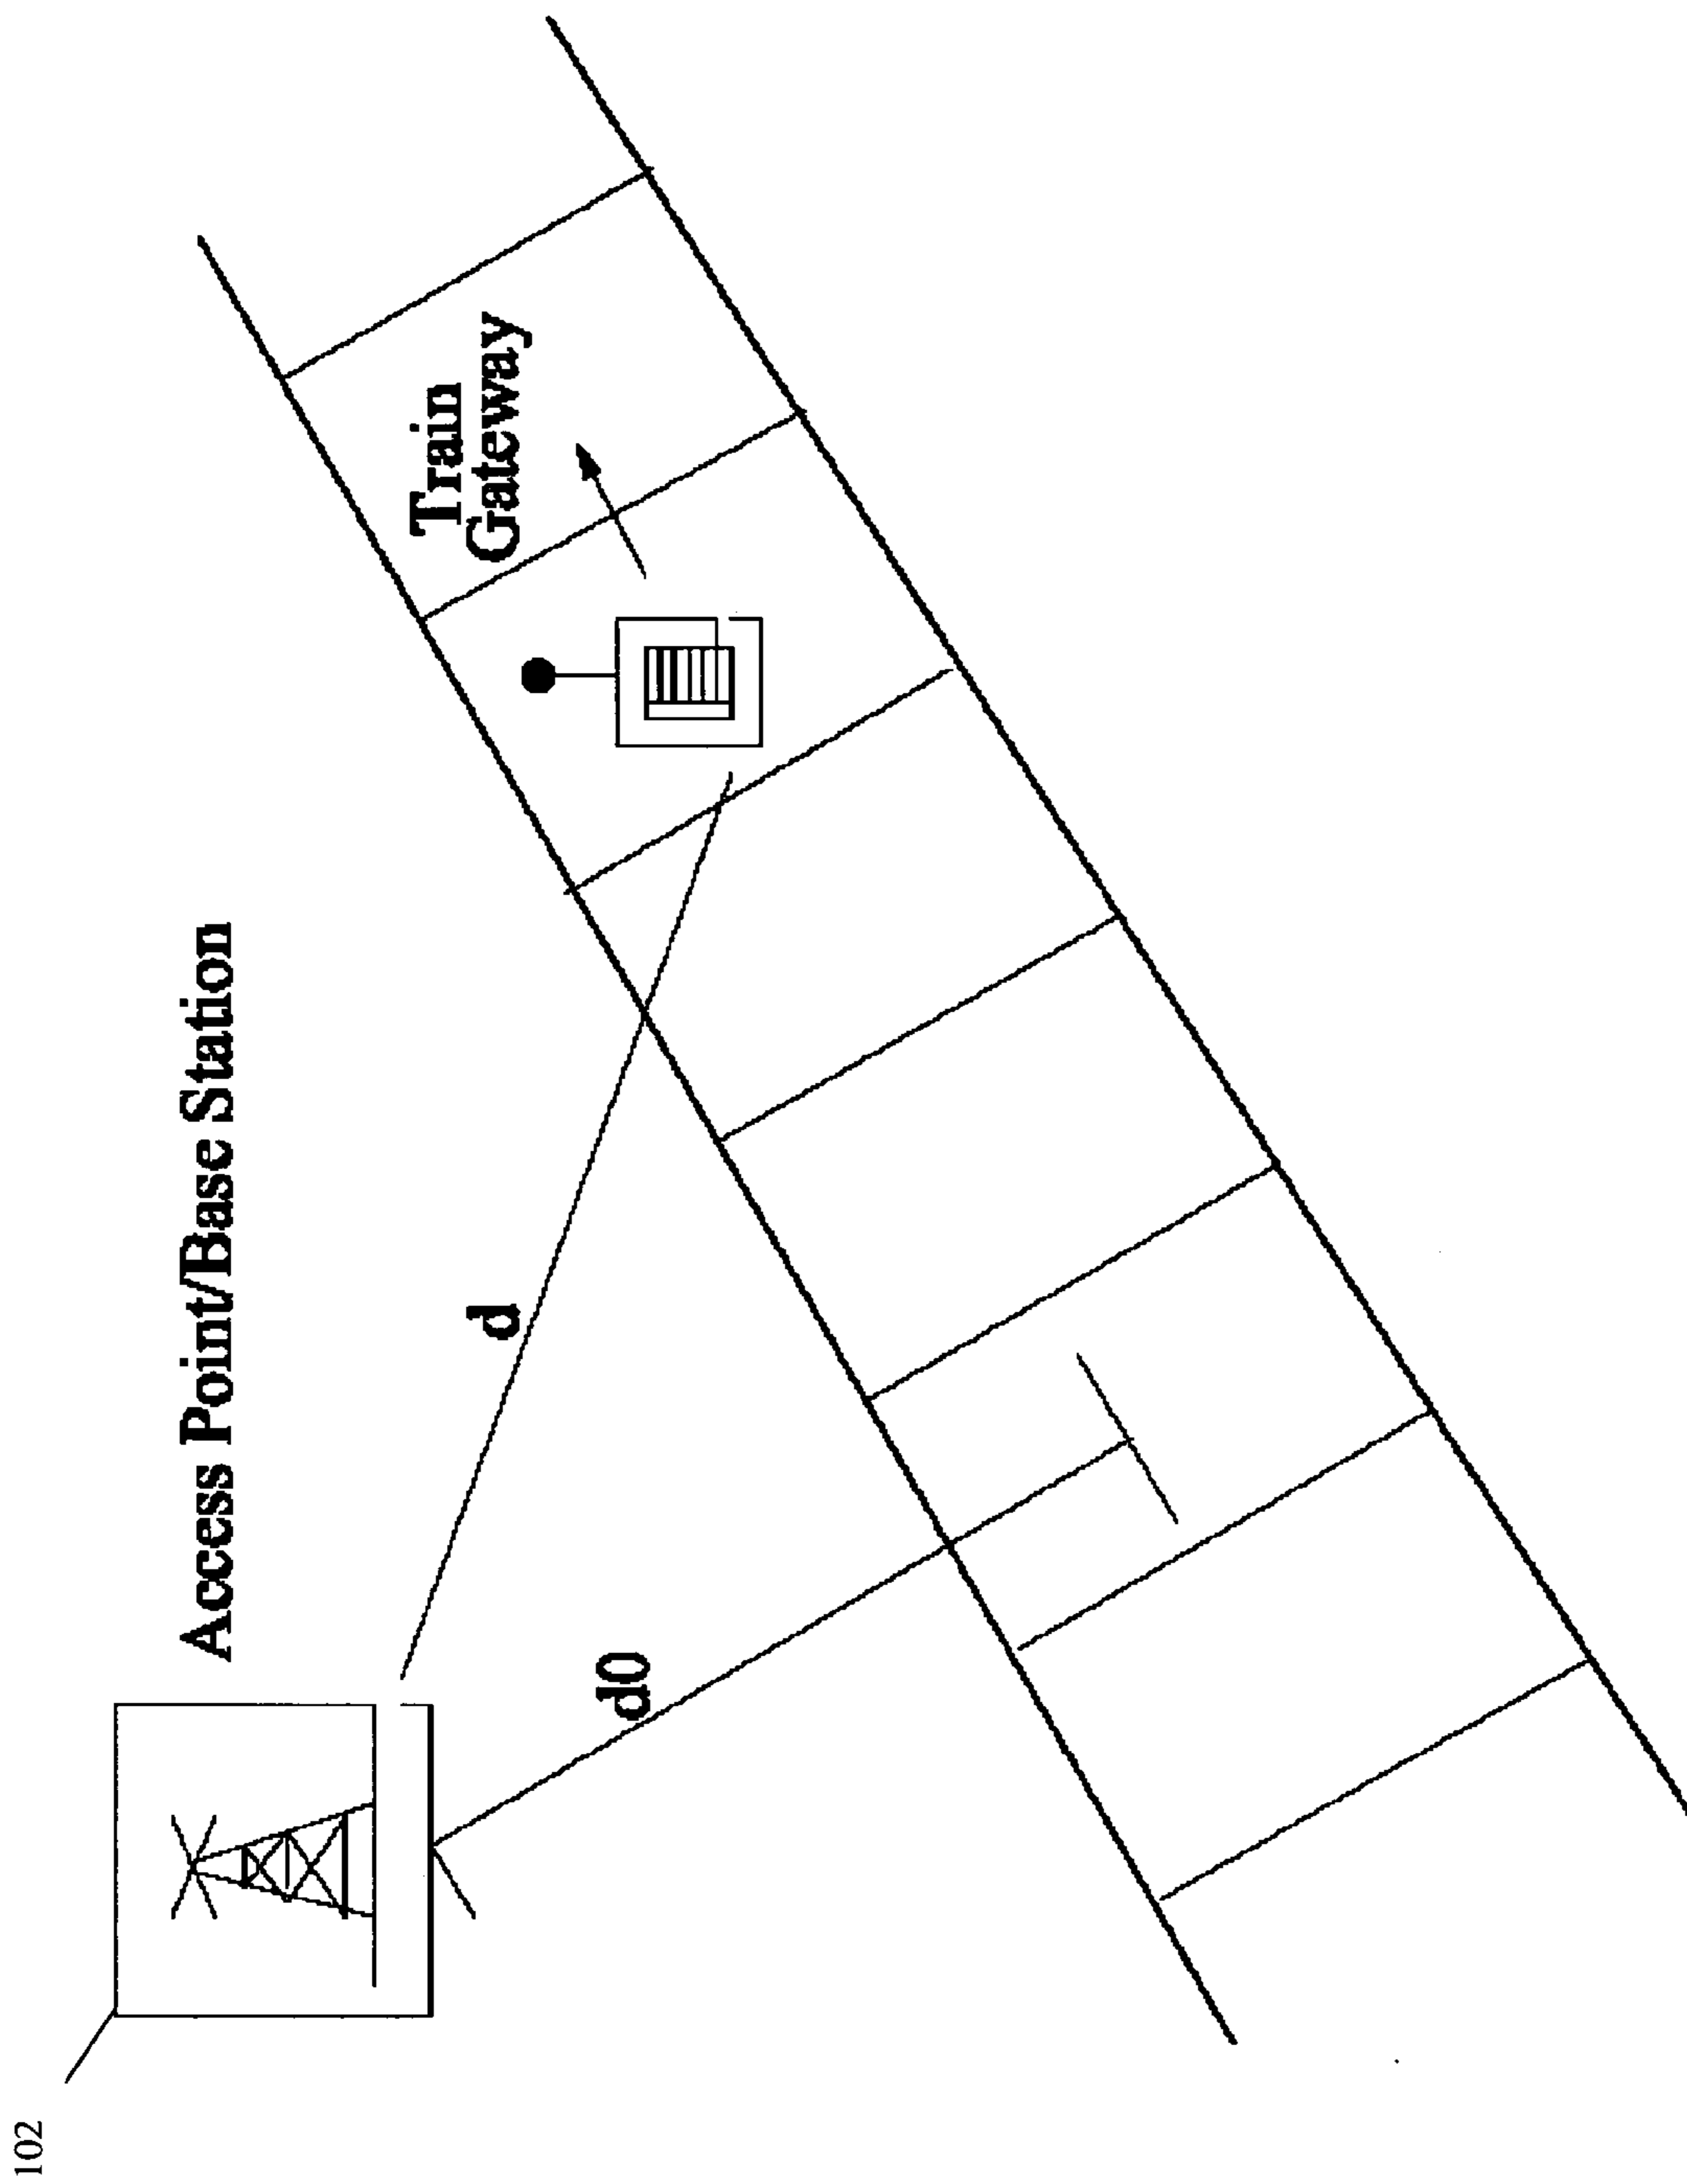 102
Access Point/Base Station
d0
d
Train
Gateway